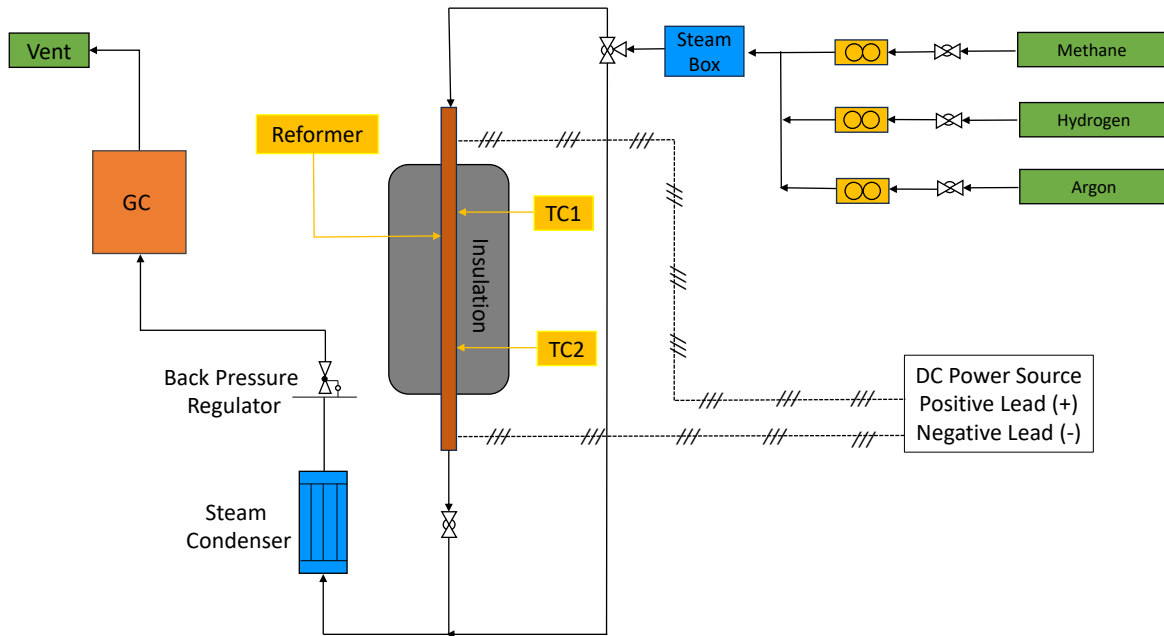 Vent
Steam
Box
Methane
Reformer
Hydrogen
GC
TC1
Argon
Insulation
TC2
Back Pressure
Regulator
DC Power Source
Positive Lead (+)
Negative Lead (-)
Steam
Condenser